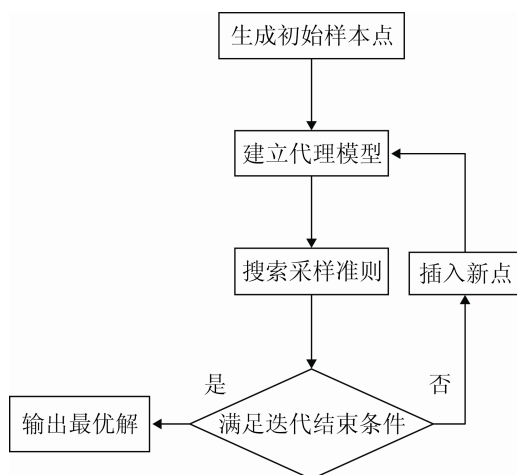 生成初始样本点
建立代理模型
搜索采样准则
插入新点
是
否
输出最优解
满足迭代结束条件